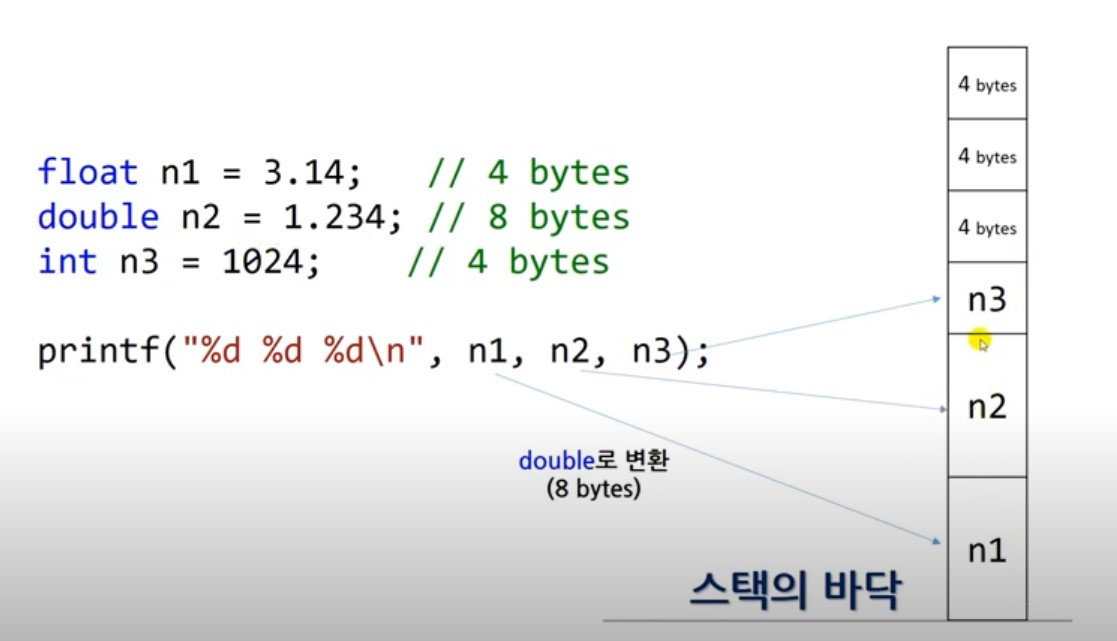 4 bytes
4 bytes
float n1 = 3.14;   // 4 bytes
double n2 = 1.234; // 8 bytes
4 bytes
int n3 = 1024;    // 4 bytes
n3
printf("%d %d %d\n", n1, n2, n3);
n2
double로 변환
(8 bytes)
n1
스택의 바닥